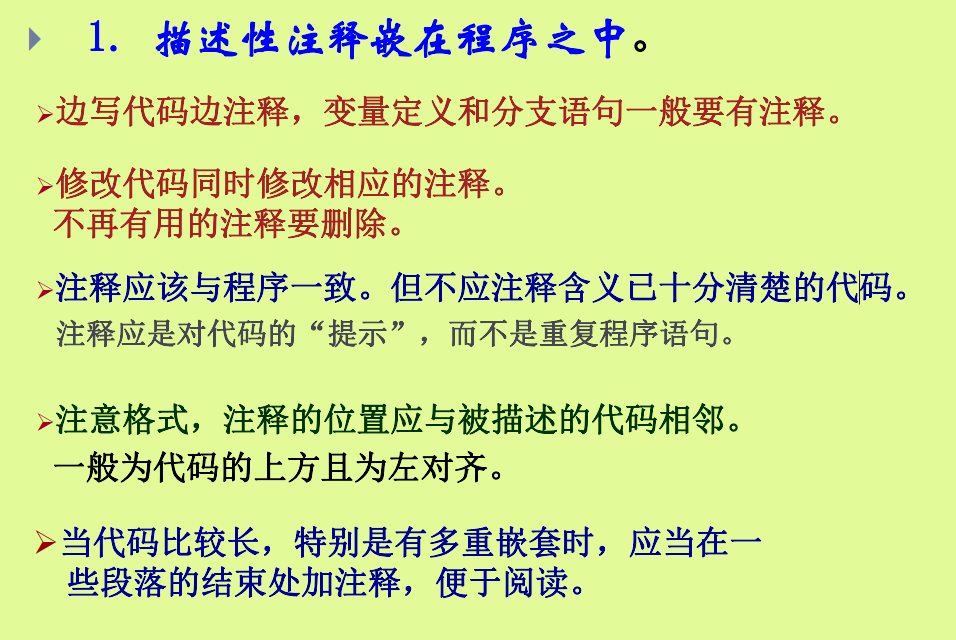 1. 描述性注释嵌在程序之中。
边写代码边注释，变量定义和分支语句一般要有注释。
修改代码同时修改相应的注释。
不再有用的注释要删除。
注释应该与程序一致。但不应注释含义己十分清楚的代码。
注释应是对代码的“提示”，而不是重复程序语句。
注意格式，注释的位置应与被描述的代码相邻。
一般为代码的上方且为左对齐。
当代码比较长，特别是有多重嵌套时，应当在一
些段落的结束处加注释，便于阅读。